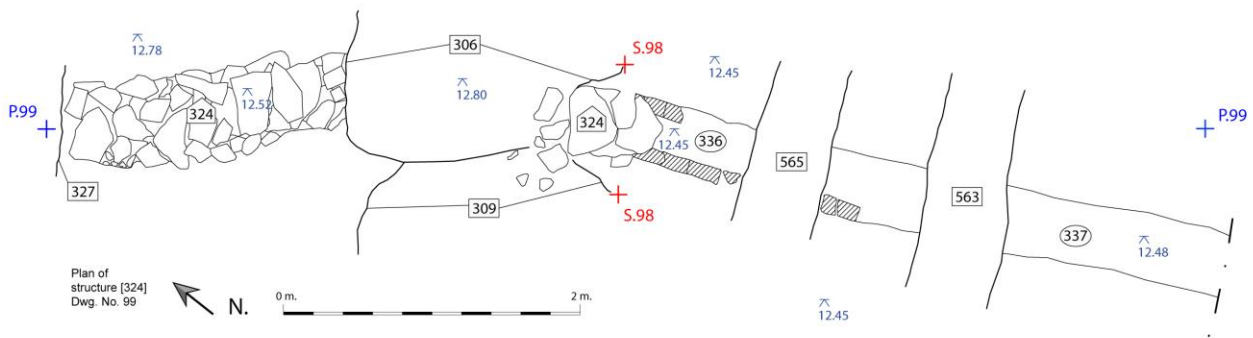 12.78
306
S.98
12.45
12.80
12.52
P.99
324
324
12.45
336
P.99
565
327
309
S.98
563
337
12.48
Plan of
structure [324]
Dwg. No. 99
N.
0 m.
2 m.
12.45